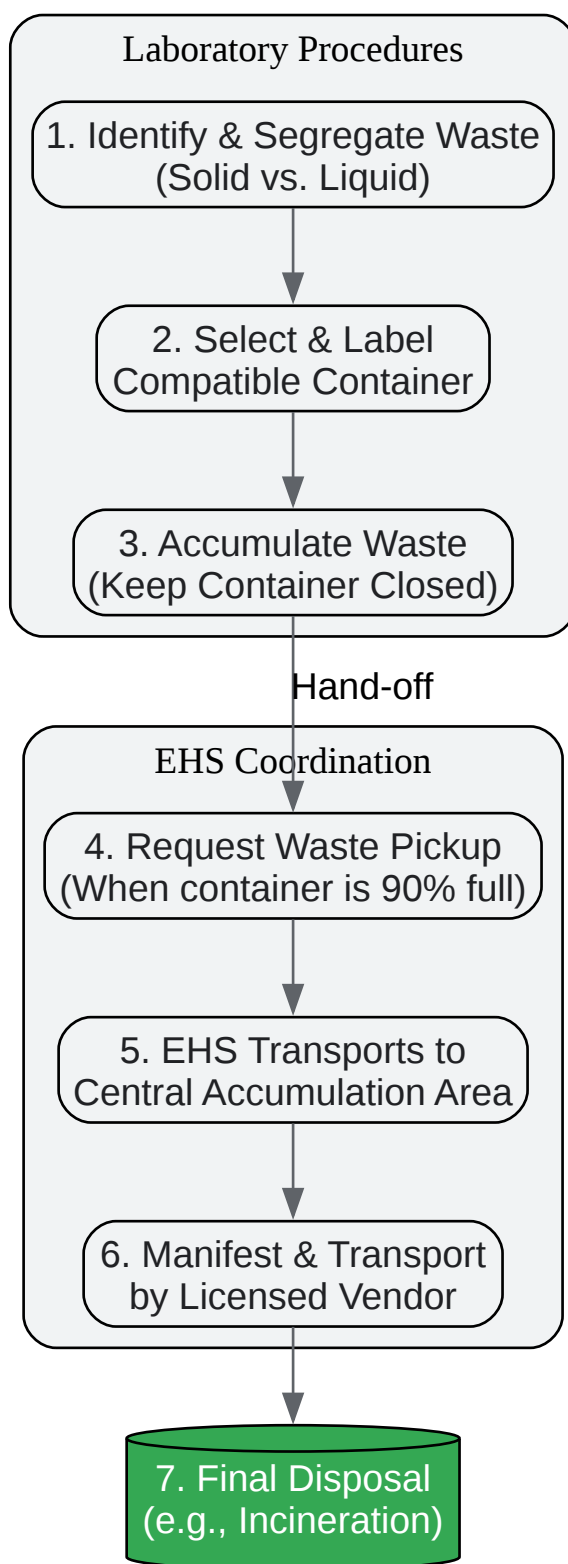 Laboratory Procedures
1. Identify & Segregate Waste
(Solid vs. Liquid)
2. Select & Label
Compatible Container
3. Accumulate Waste
(Keep Container Closed)
Hand-off
EHS Coordination
4. Request Waste Pickup
(When container is 90% full)
5. EHS Transports to
Central Accumulation Area
6. Manifest & Transport
by Licensed Vendor
7. Final Disposal
(e.g., Incineration)